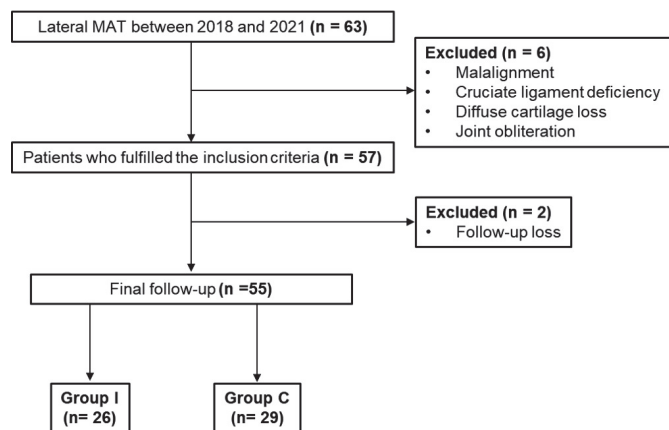 Lateral MAT between 2018 and 2021 (n = 63)
Excluded (n = 6)
• Malalignment
• Cruciate ligament deficiency
• Diffuse cartilage loss
• Joint obliteration
Patients who fulfilled the inclusion criteria (n = 57)
Excluded (n = 2)
• Follow-up loss
Final follow-up (n =55)
Group I
(n= 26)
Group C
(n= 29)